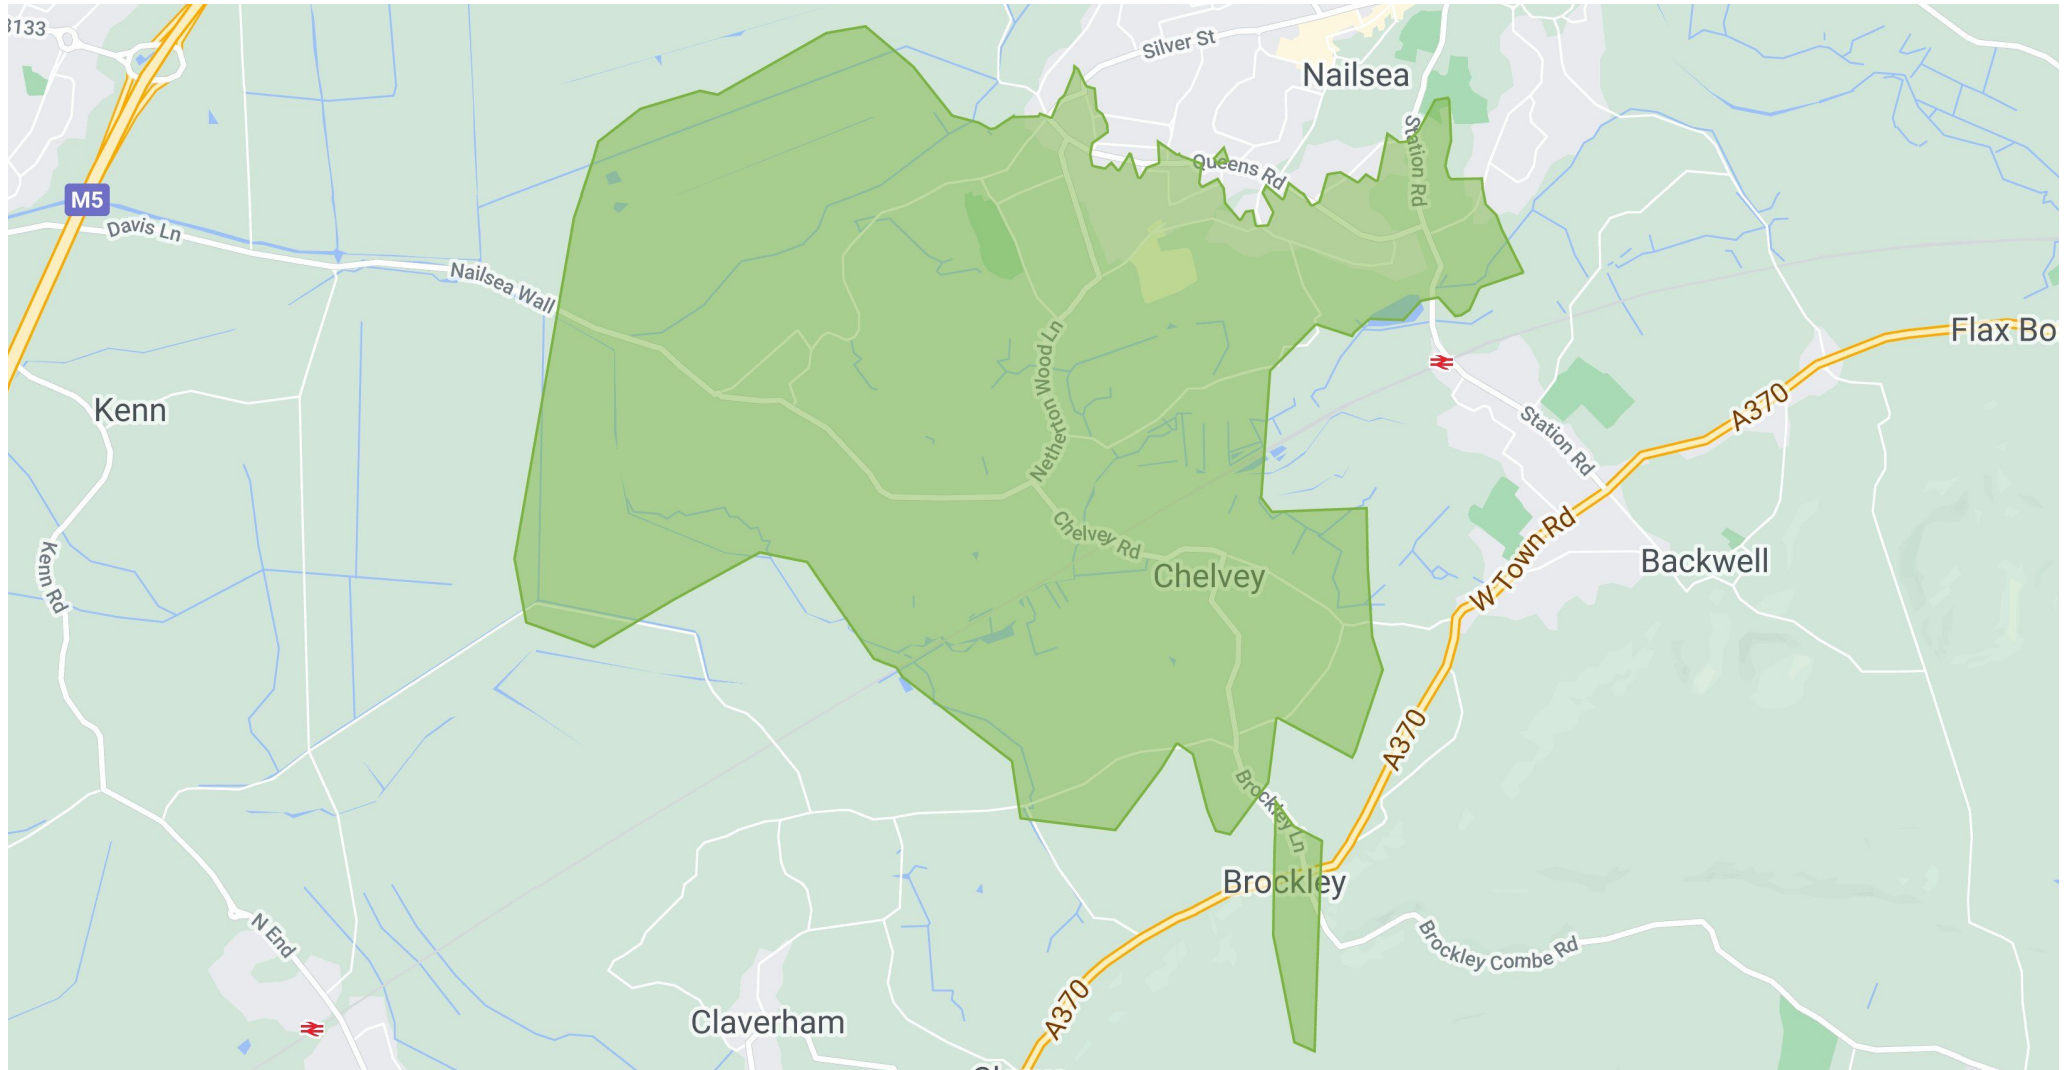 3133
Silver St
Nailsea
Station Rd
Queens Rd
M5
Davis Ln
Nailsea Wall
Flax Bo
Netherton Wood Ln
A370
Kenn
Station Rd
Chelvey Rd
W Town Rd
Backwell
Kenn Rd
Chelvey
A370
Brockley Ln
Brockley
N End
Brockley Combe Rd
A370
Claverham